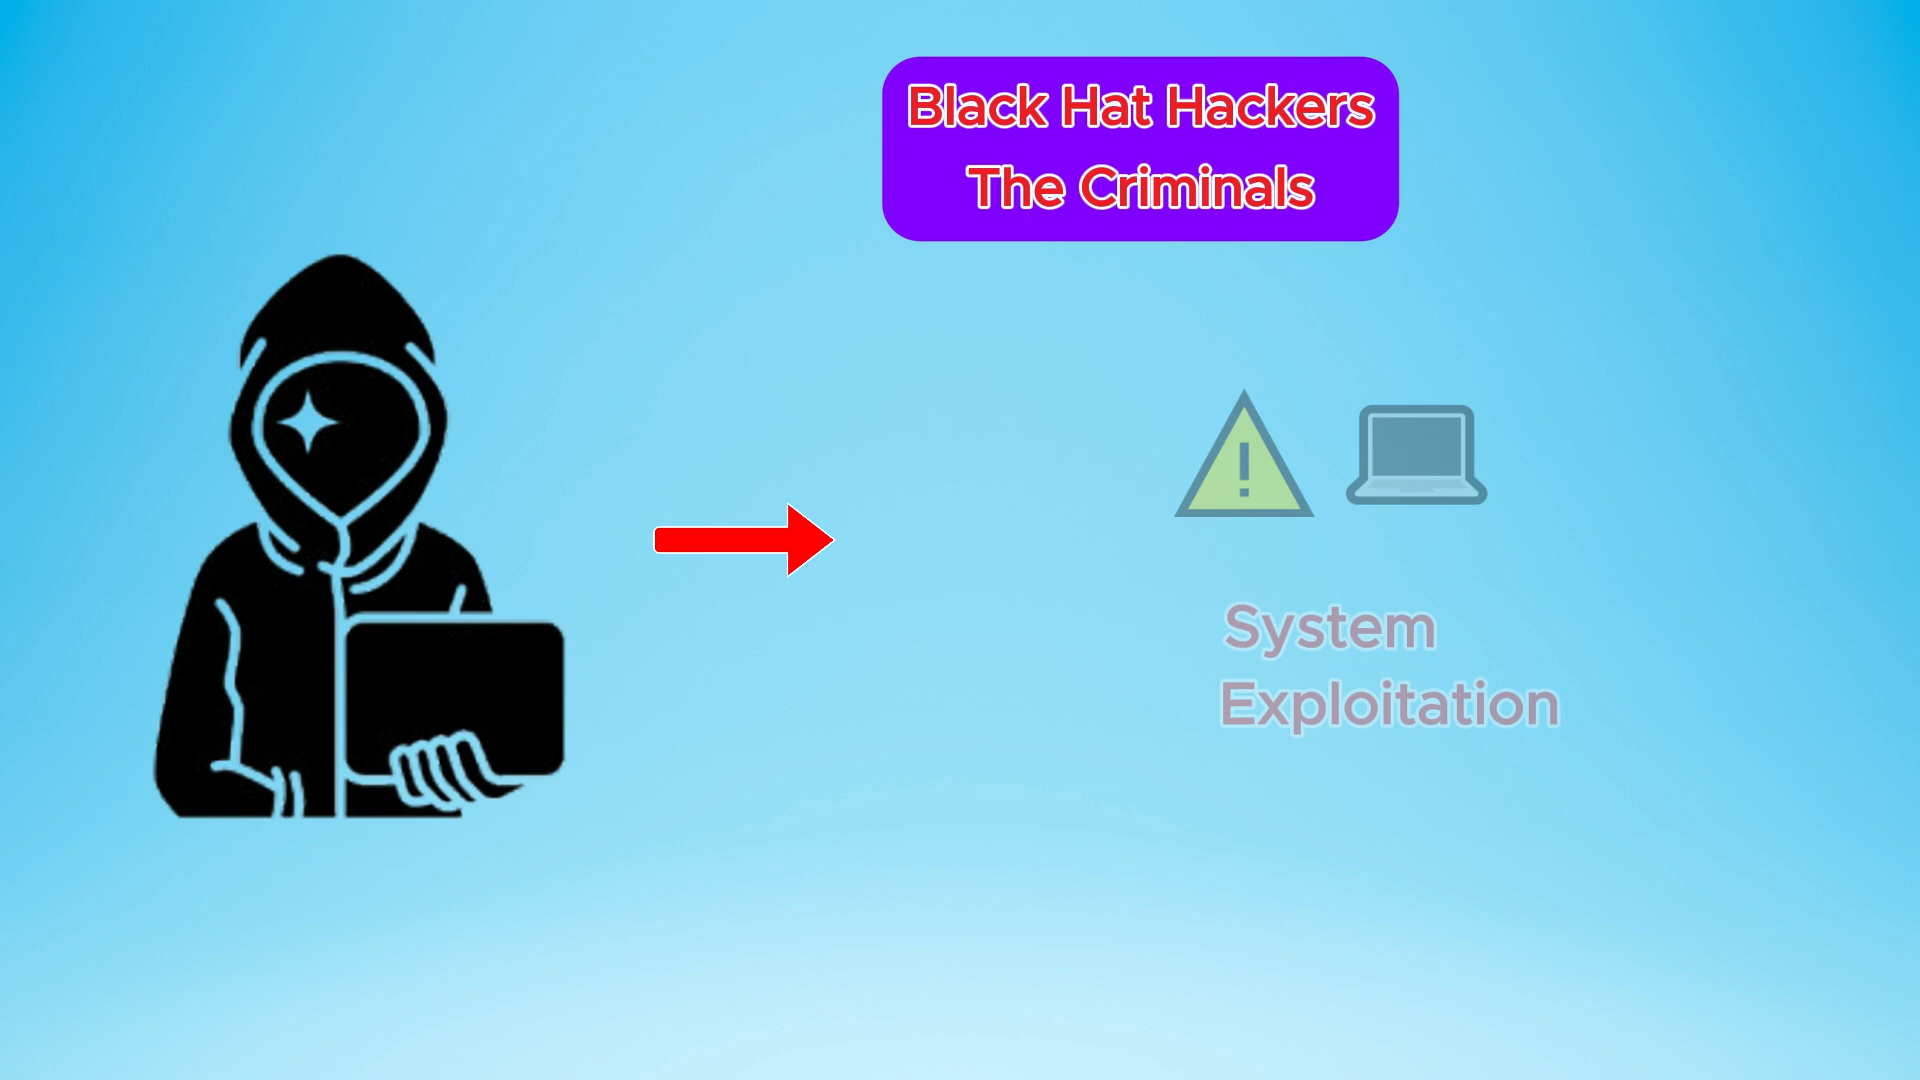 Black Hat Hackers
The Criminals
!
System
Exploitation